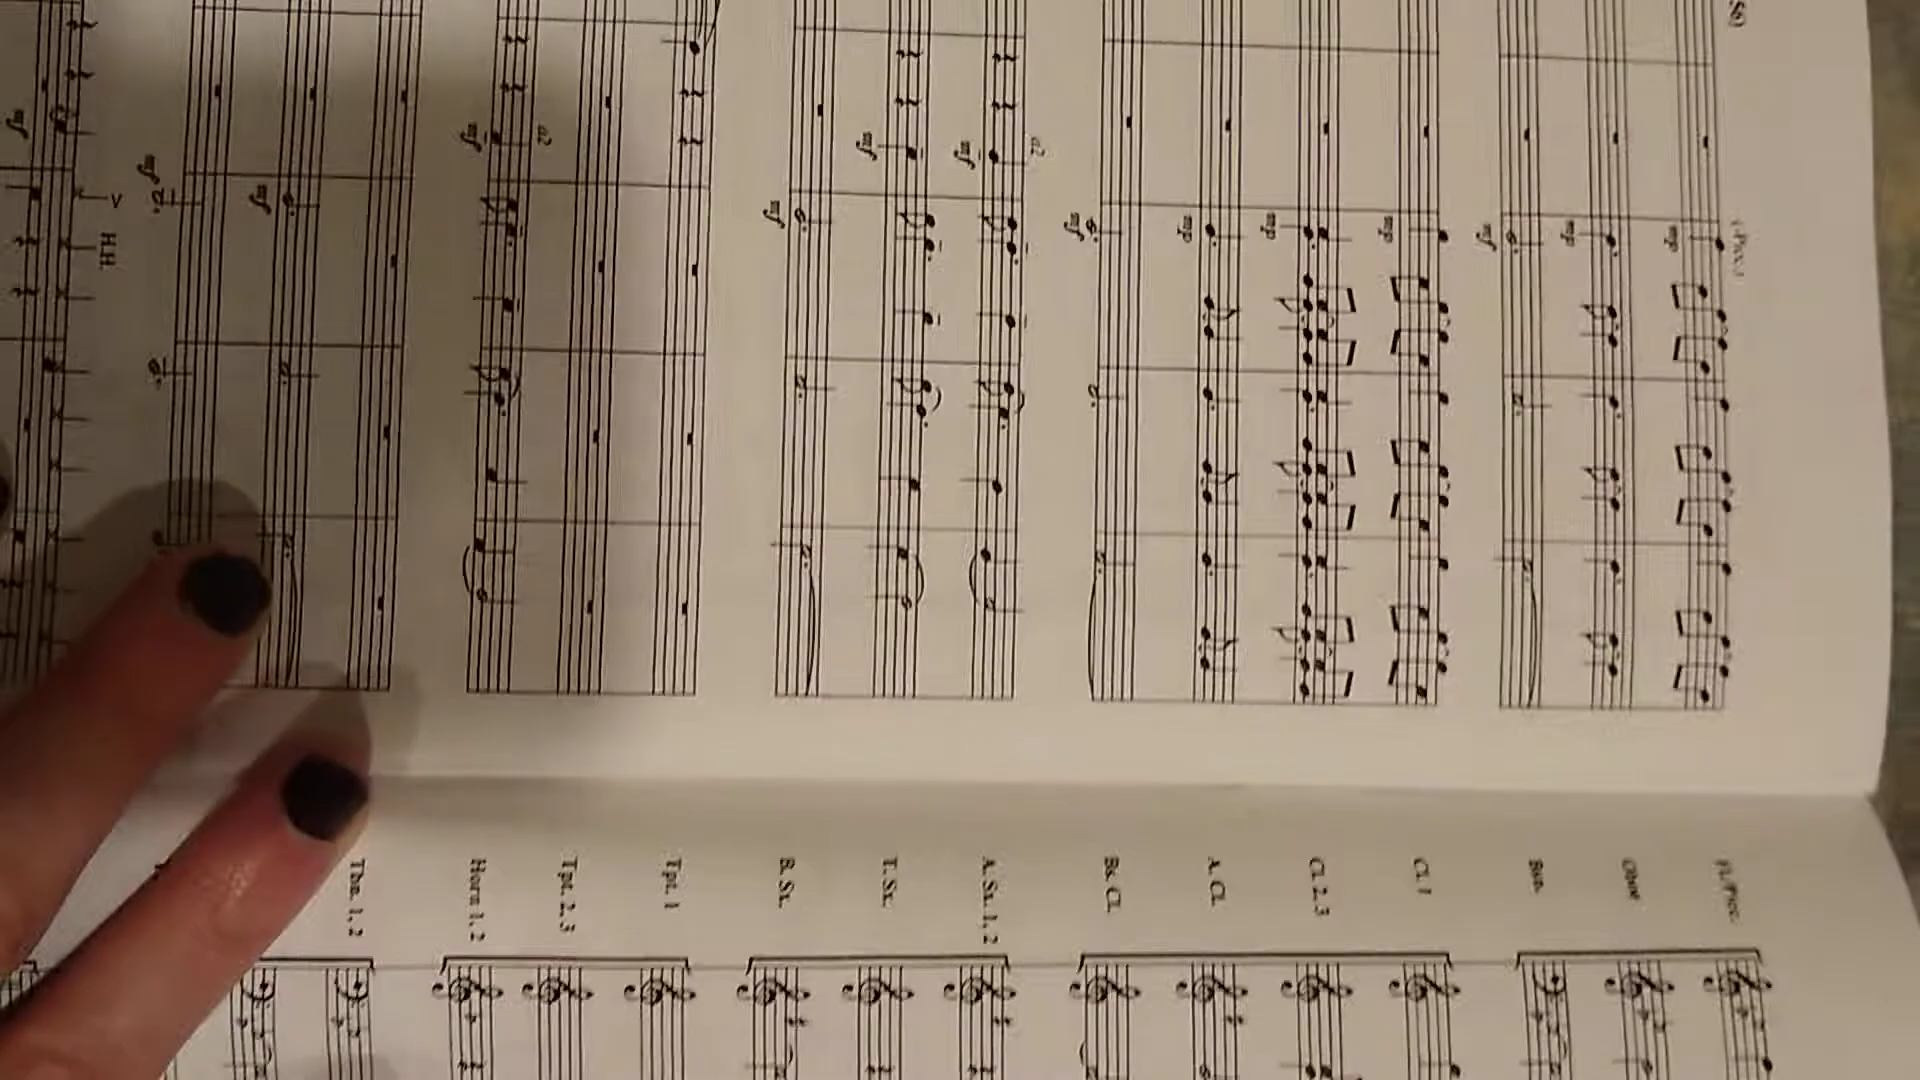 (Picc.)
mp
mp
mf
mp
mp
mp
mf
a2
mf
mf
mf
a2
mf
mf
mf
H.H.
mf
Fl./Picc.
Oboe
Bsn.
Cl. 1
Cl. 2, 3
A. Cl.
Bs. Cl.
A. Sx. 1, 2
T. Sx.
B. Sx.
Tpt. 1
Tpt. 2, 3
Horn 1, 2
Tbn. 1, 2